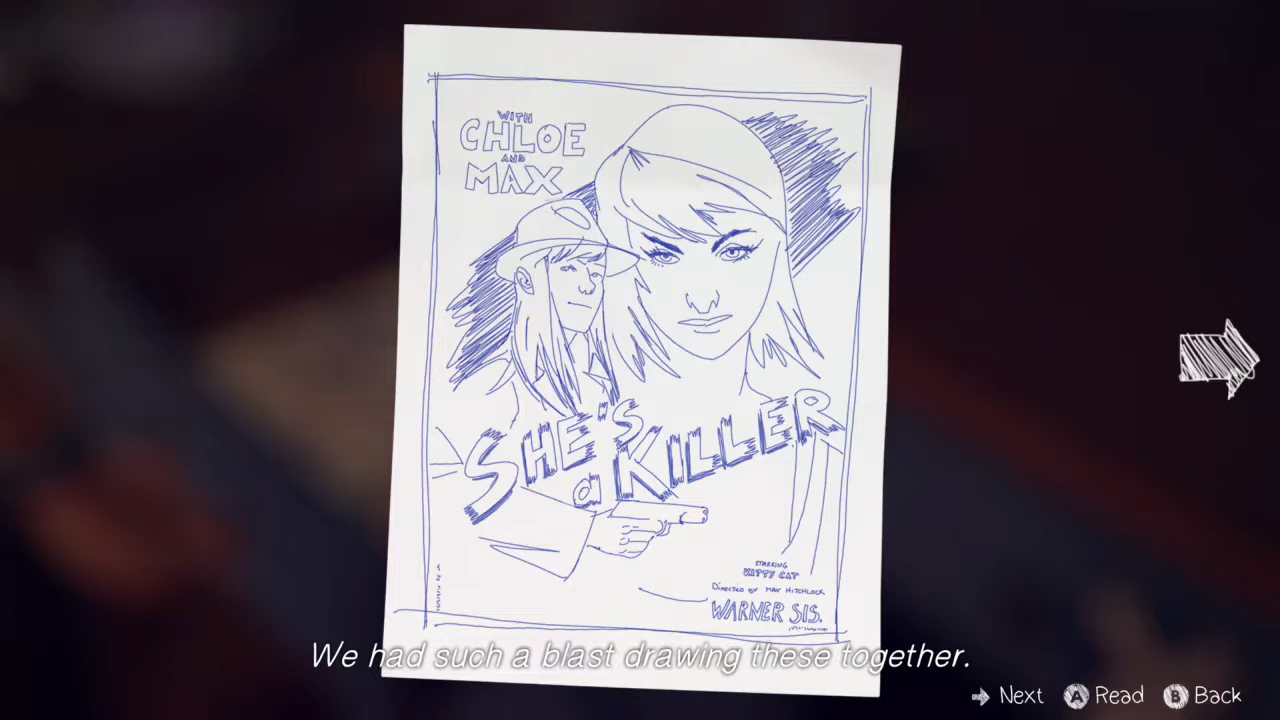 WITH
CHLOE
AND
MAX
SHE'S
a KILLER
STARRING
KITTY CAT
DIRECTED BY MAX HITCHLOCK
WARNER SIS.
We had such a blast drawing these together.
Next A Read B Back